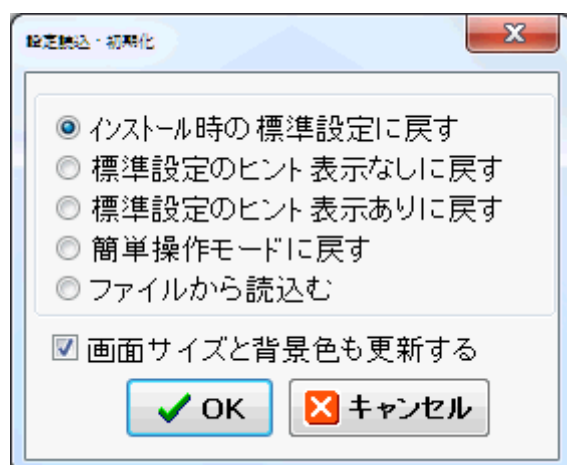 設定読込・初期化
インストール時の標準設定に戻す
標準設定のヒント表示なしに戻す
標準設定のヒント表示ありに戻す
簡単操作モードに戻す
ファイルから読込む
画面サイズと背景色も更新する
OK
キャンセル